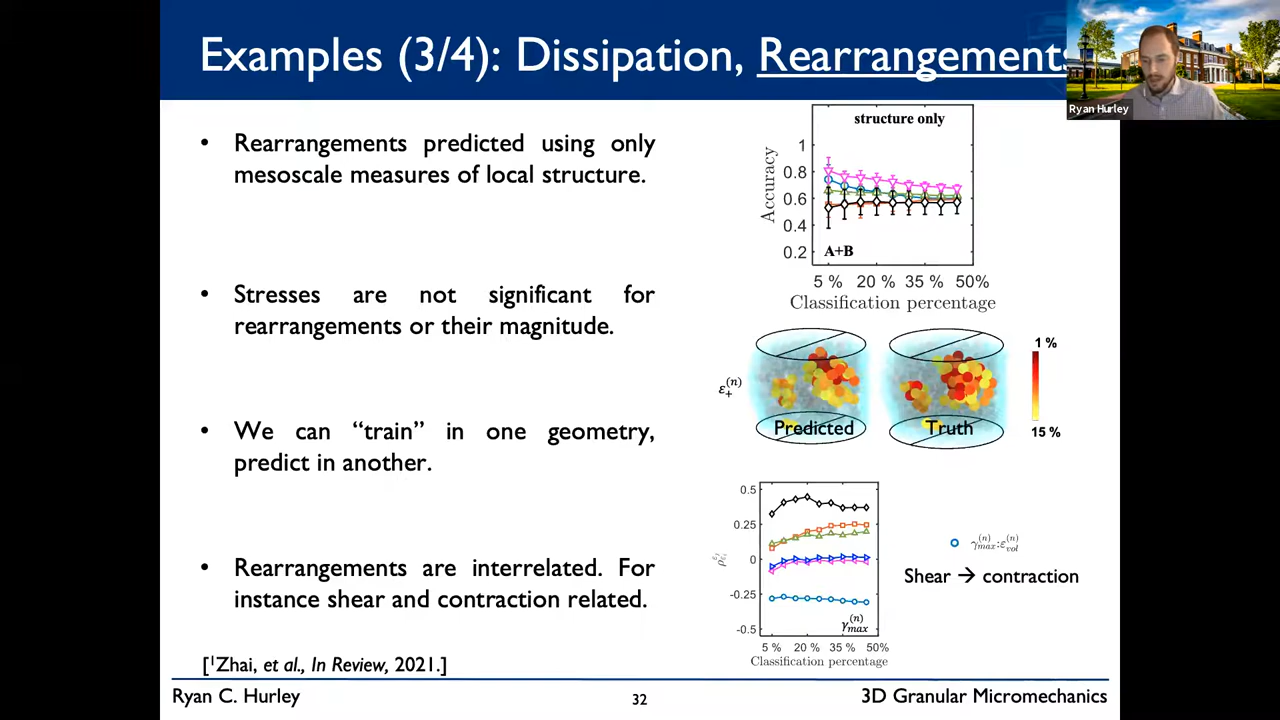 Examples (3/4): Dissipation, Rearrangements
Ryan Hurley
• Rearrangements predicted using only
mesoscale measures of local structure.
• Stresses are not significant for
rearrangements or their magnitude.
• We can “train” in one geometry,
predict in another.
• Rearrangements are interrelated. For
instance shear and contraction related.
[¹Zhai, et al., In Review, 2021.]
structure only
Accuracy
1
0.8
0.6
0.4
0.2
A+B
5 % 20 % 35 % 50%
Classification percentage
ε₊⁽ⁿ⁾
Predicted
Truth
1 %
15 %
0.5
0.25
0
-0.25
-0.5
γₘₐₓ⁽ⁿ⁾
5 % 20 % 35 % 50%
Classification percentage
γₘₐₓ⁽ⁿ⁾:ε_vol⁽ⁿ⁾
Shear → contraction
Ryan C. Hurley
32
3D Granular Micromechanics